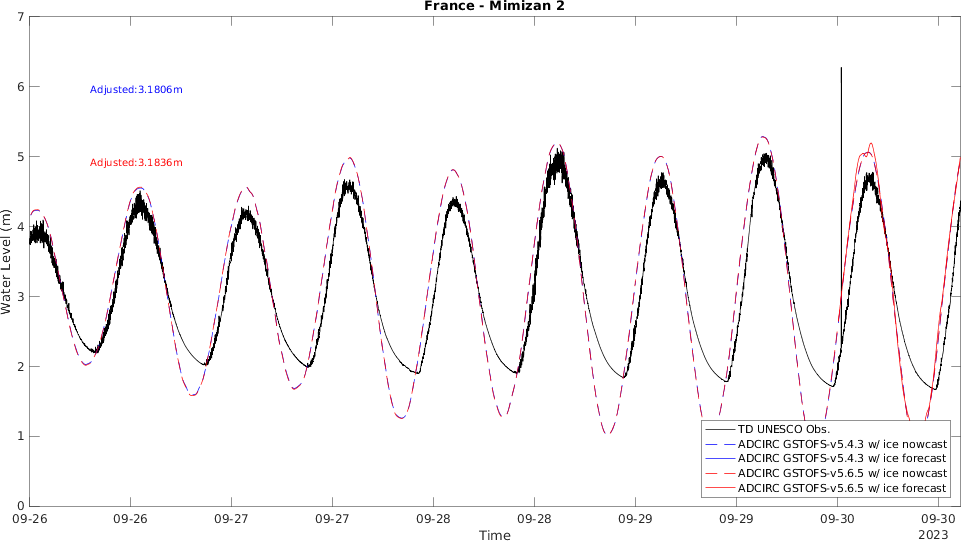 France - Mimizan 2
7
6
5
4
3
2
1
0
Water Level (m)
Adjusted:3.1806m
Adjusted:3.1836m
TD UNESCO Obs.
ADCIRC GSTOFS-v5.4.3 w/ ice nowcast
ADCIRC GSTOFS-v5.4.3 w/ ice forecast
ADCIRC GSTOFS-v5.6.5 w/ ice nowcast
ADCIRC GSTOFS-v5.6.5 w/ ice forecast
09-26 09-26 09-27 09-27 09-28 09-28 09-29 09-29 09-30 09-30
Time
2023